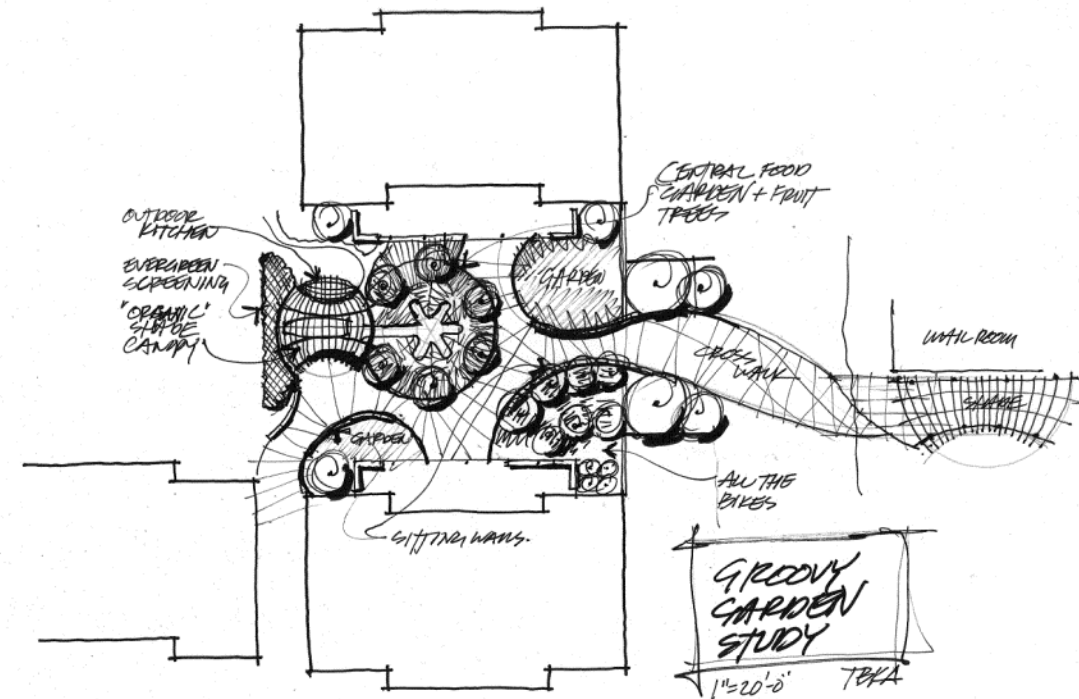 OUTDOOR
KITCHEN
EVERGREEN
SCREENING
"ORGANIC"
SHADE
CANOPY
CENTRAL FOOD
GARDEN + FRUIT
TREES
GARDEN
CROSS
WALK
MAIL ROOM
SHADE
GARDEN
ALL THE
BIKES
SITTING WALLS.
GROOVY
GARDEN
STUDY
1"=20'-0"
TBKA